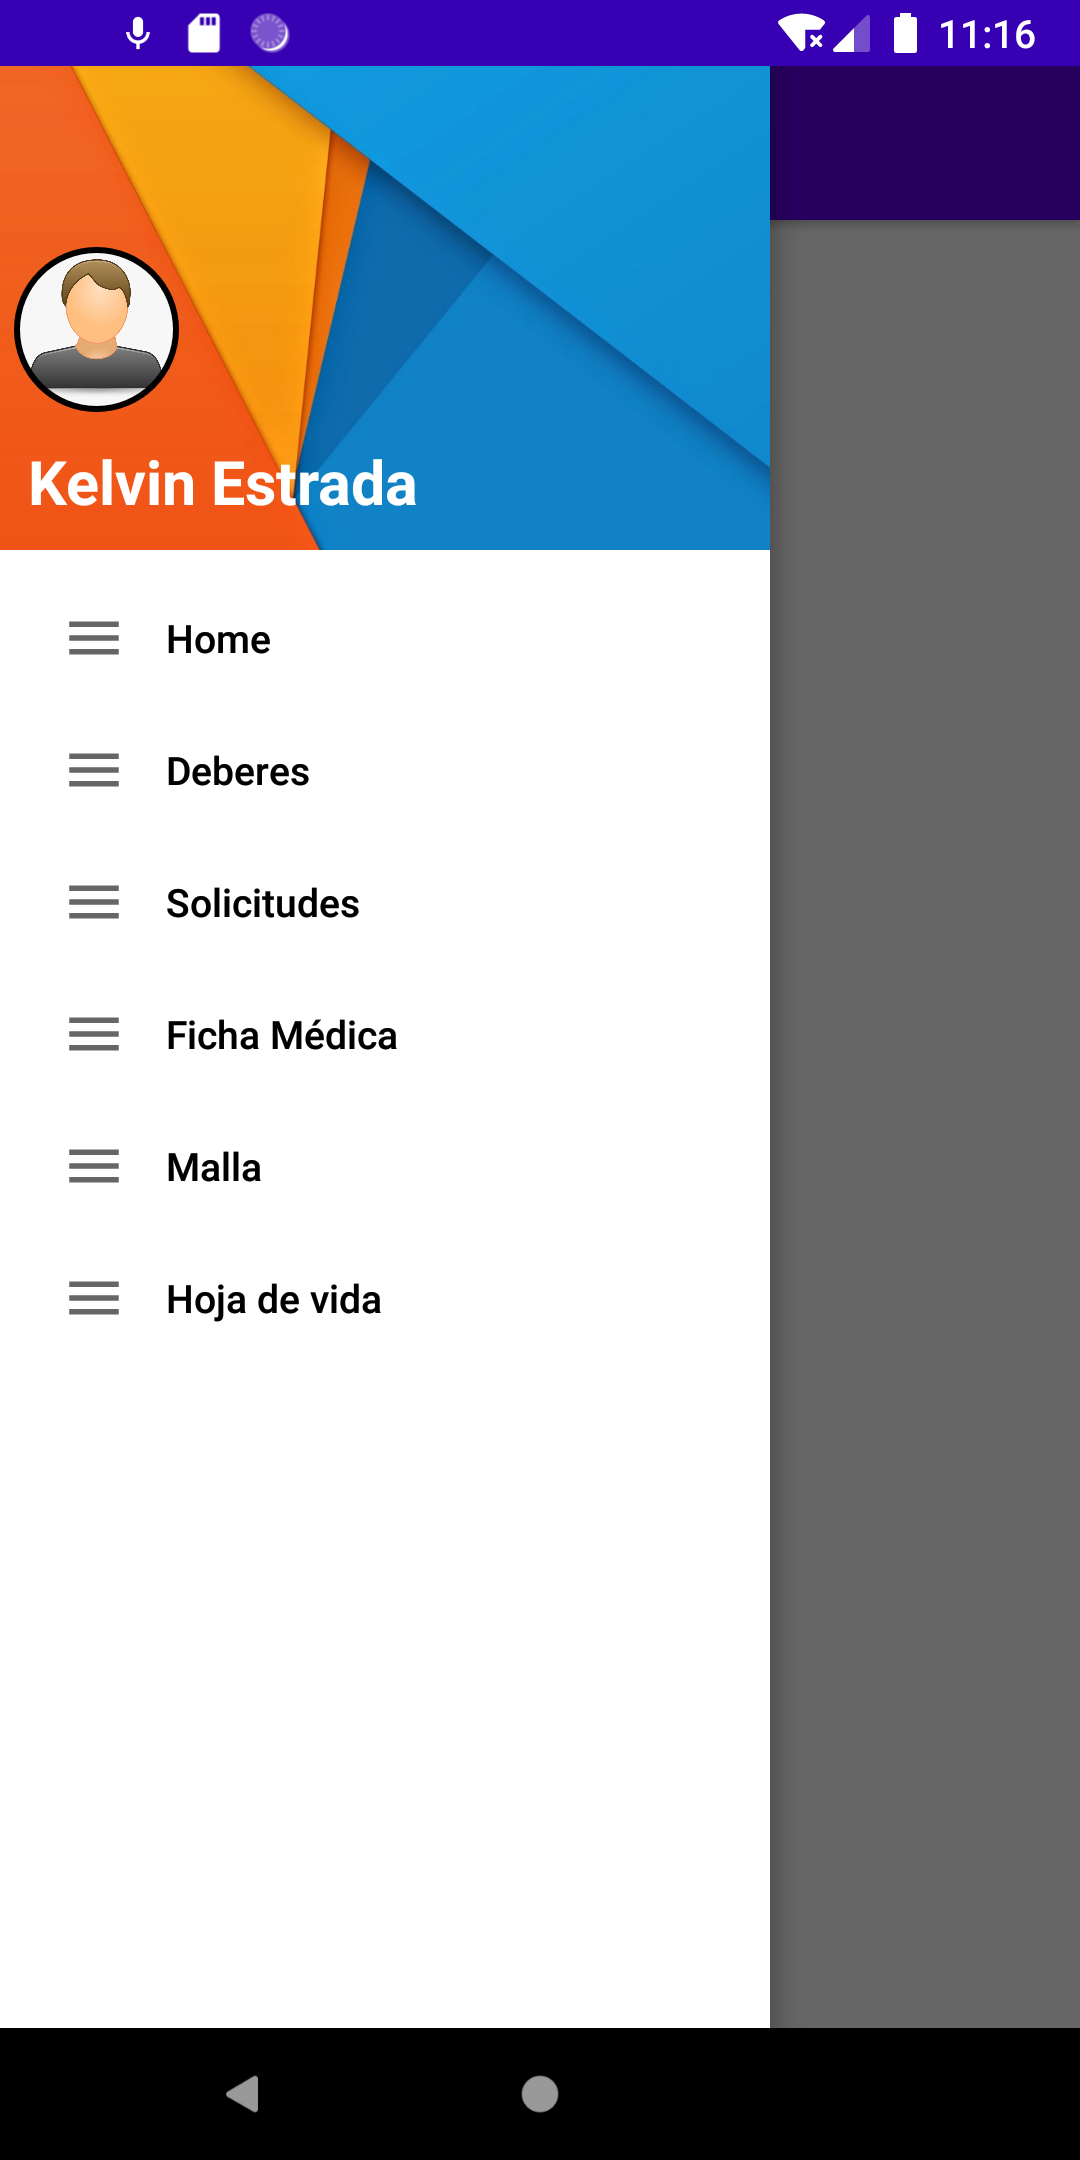 11:16
Kelvin Estrada
Home
Deberes
Solicitudes
Ficha Médica
Malla
Hoja de vida